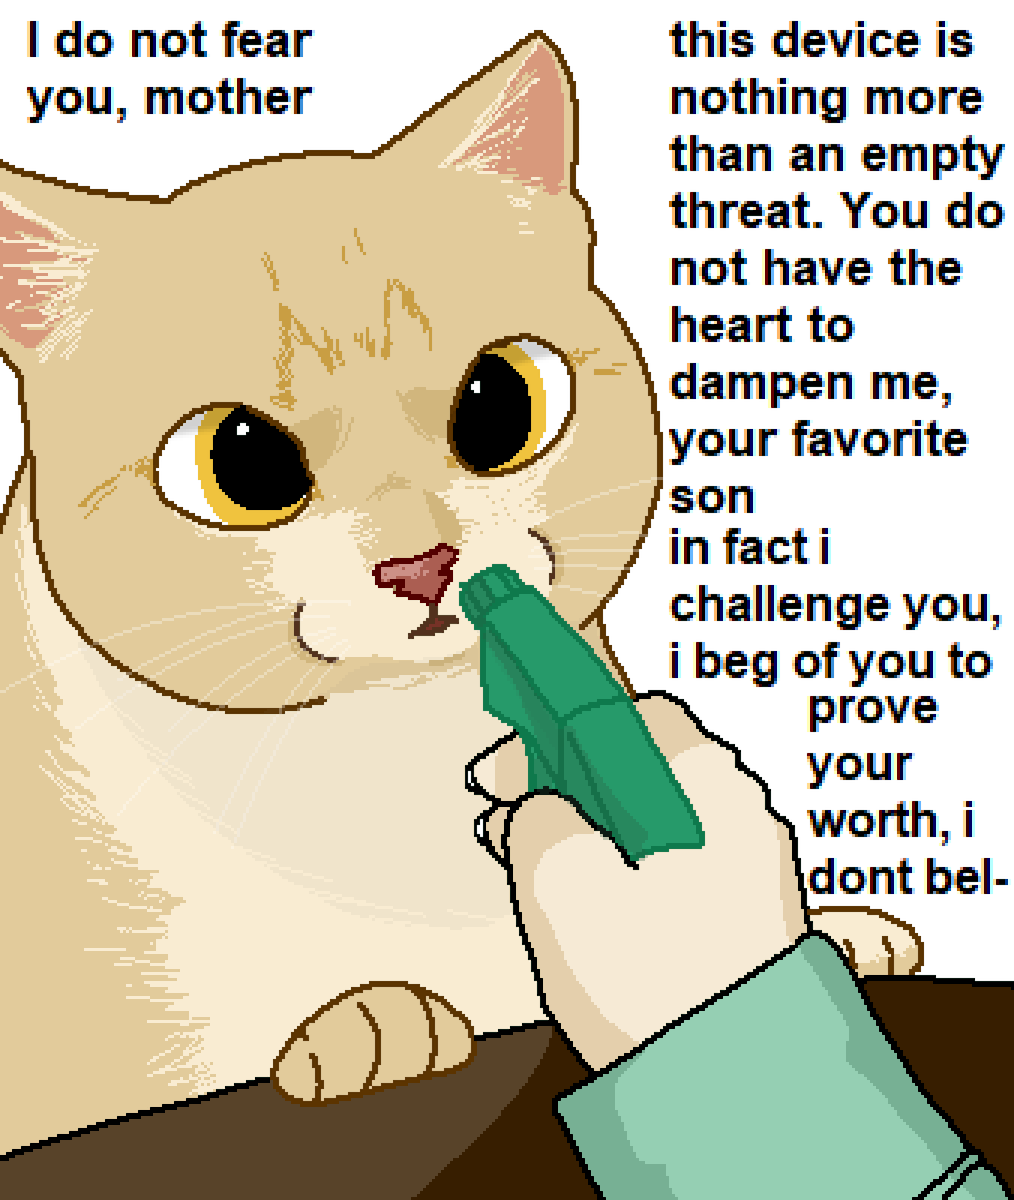 I do not fear
you, mother
this device is
nothing more
than an empty
threat. You do
not have the
heart to
dampen me,
your favorite
son
in fact i
challenge you,
i beg of you to
prove
your
worth, i
dont bel-